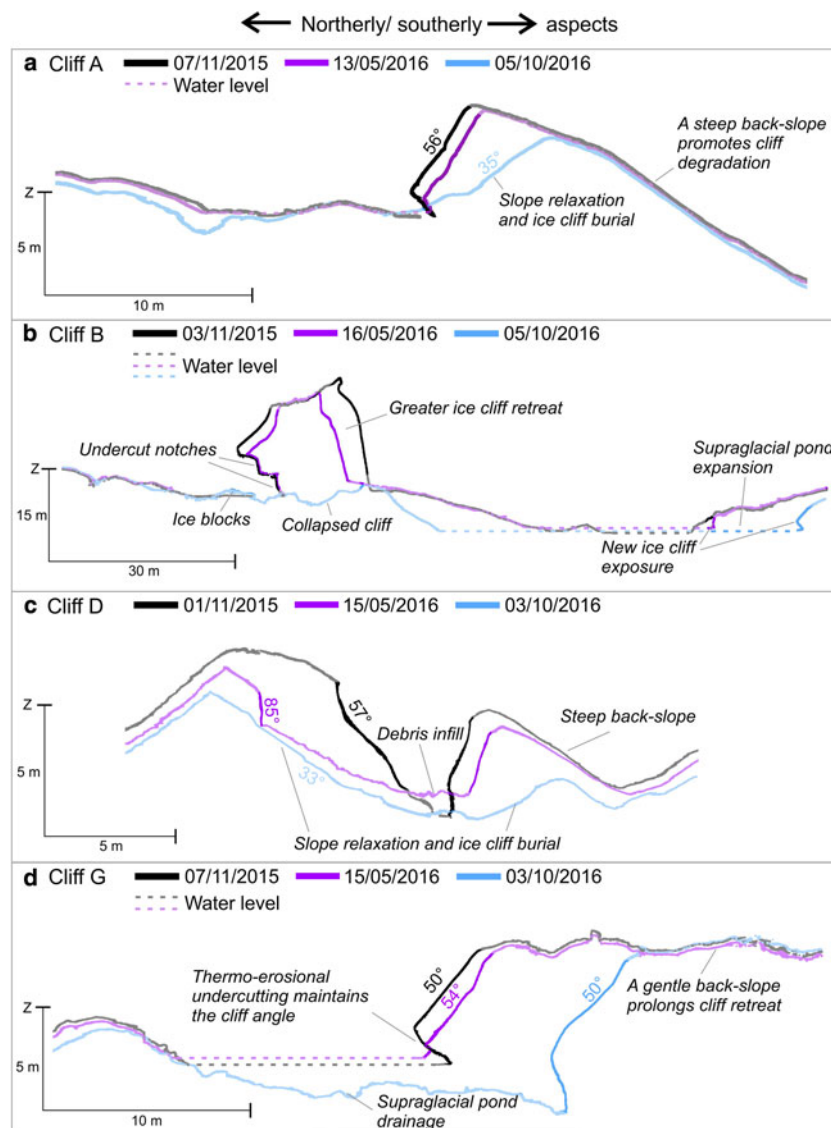 Northerly/ southerly aspects
a Cliff A 07/11/2015 13/05/2016 05/10/2016
Water level
56°
35°
A steep back-slope
promotes cliff
degradation
Slope relaxation
and ice cliff burial
Z
5 m
10 m
b Cliff B 03/11/2015 16/05/2016 05/10/2016
Water level
Greater ice cliff retreat
Undercut notches
Supraglacial pond
expansion
Z
Ice blocks
Collapsed cliff
15 m
New ice cliff
exposure
30 m
c Cliff D 01/11/2015 15/05/2016 03/10/2016
Z
85°
57°
Debris infill
Steep back-slope
5 m
33°
Slope relaxation and ice cliff burial
5 m
d Cliff G 07/11/2015 15/05/2016 03/10/2016
Water level
Thermo-erosional
undercutting maintains
the cliff angle
50°
54°
50°
A gentle back-slope
prolongs cliff retreat
Z
5 m
Supraglacial pond
drainage
10 m